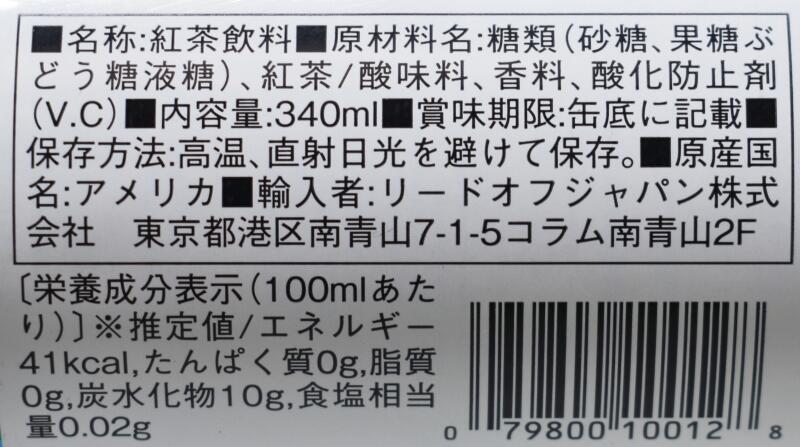 ■名称:紅茶飲料■原材料名:糖類(砂糖、果糖ぶ
どう糖液糖)、紅茶/酸味料、香料、酸化防止剤
(V.C)■内容量:340ml■賞味期限:缶底に記載■
保存方法:高温、直射日光を避けて保存。■原産国
名:アメリカ■輸入者:リードオフジャパン株式
会社 東京都港区南青山7-1-5コラム南青山2F
〔栄養成分表示(100mlあた
り)〕※推定値/エネルギー
41kcal,たんぱく質0g,脂質
0g,炭水化物10g,食塩相当
量0.02g
0 79800 10012 8